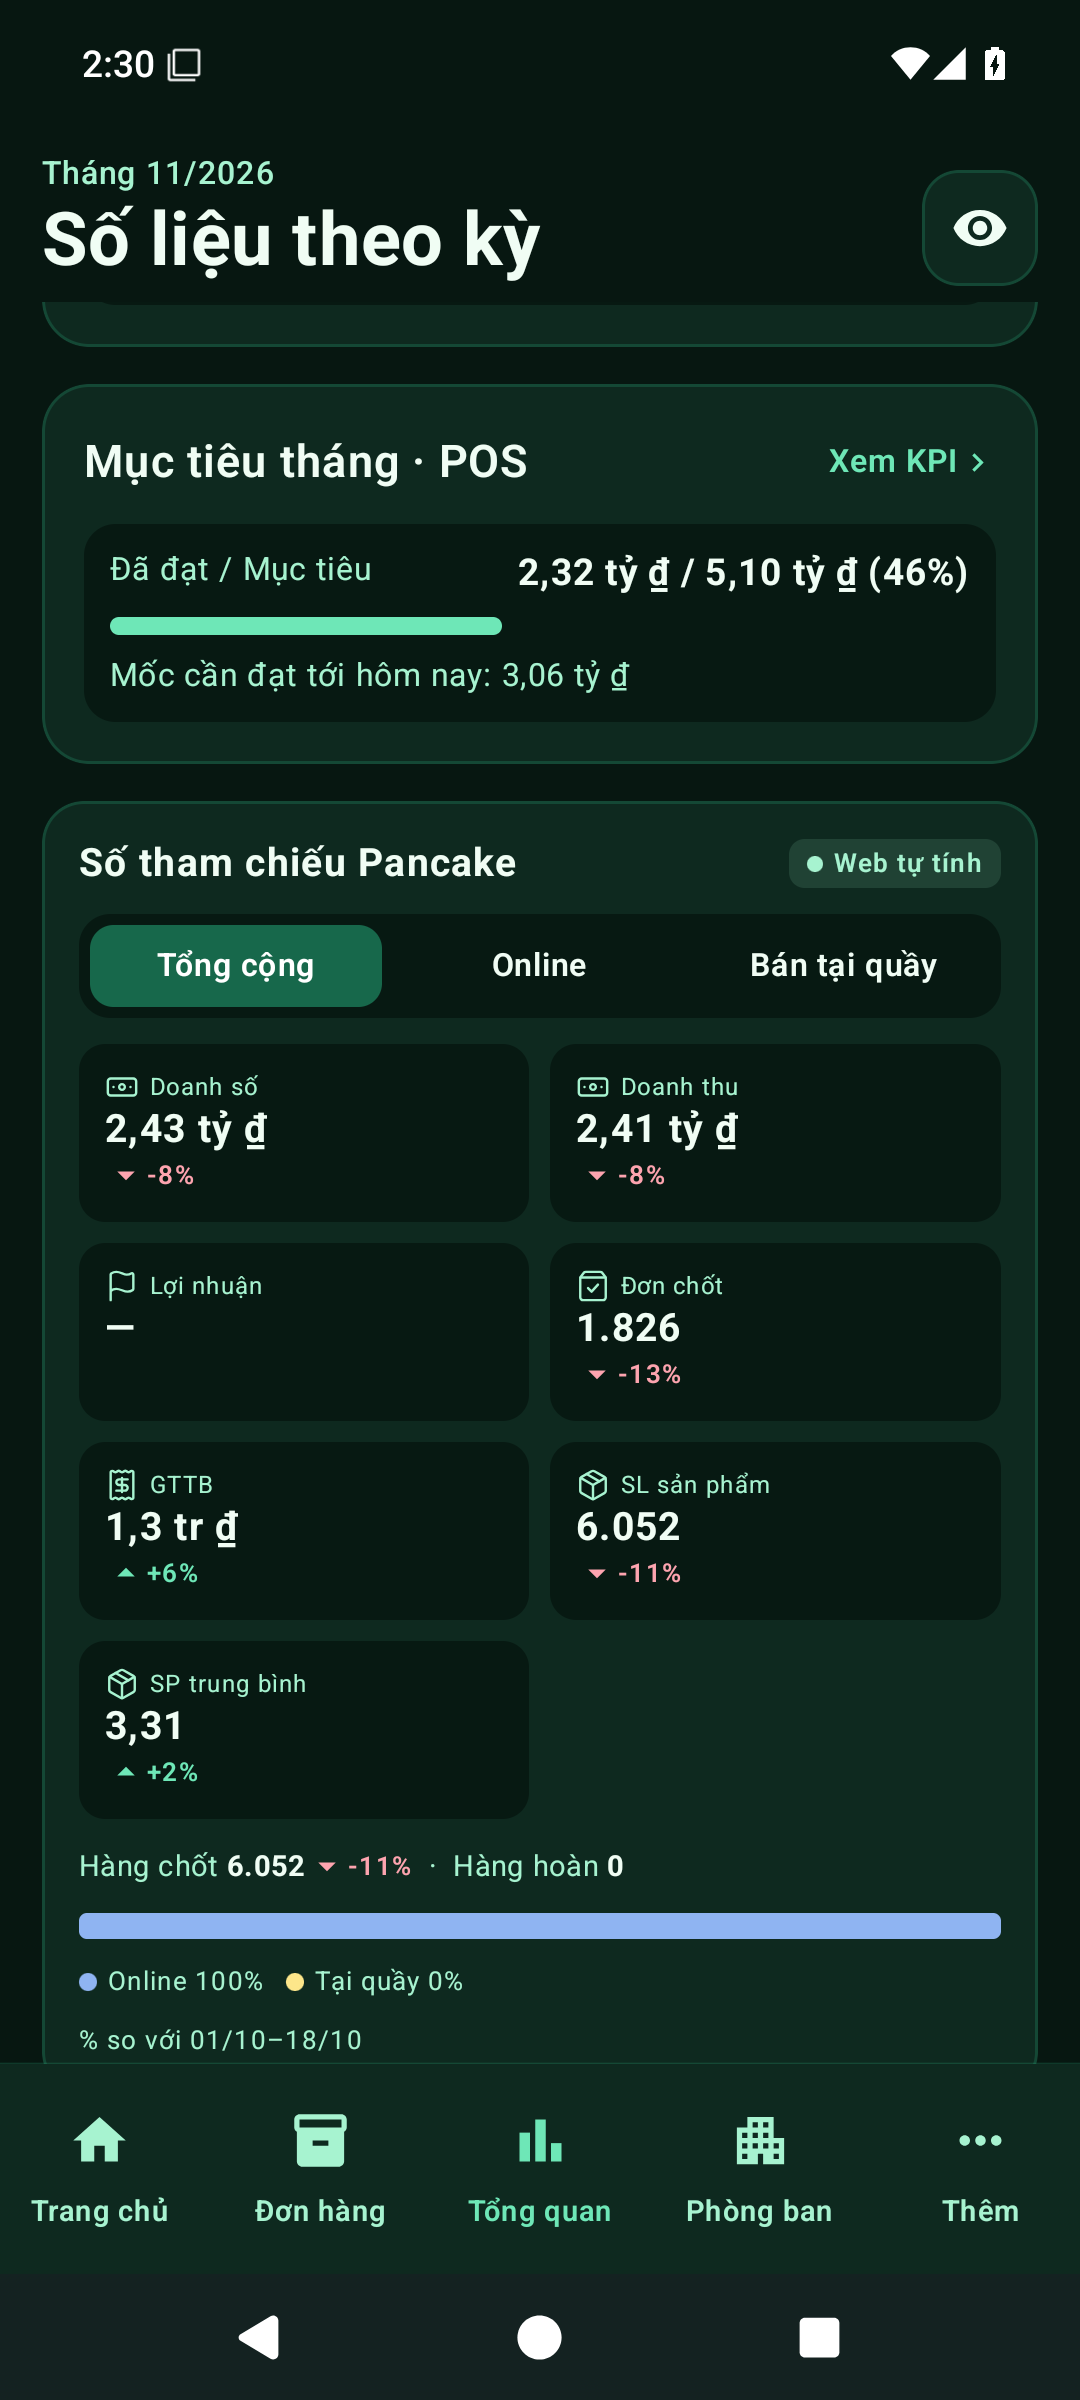 2:30
Tháng 11/2026
Số liệu theo kỳ
Mục tiêu tháng · POS
Xem KPI
Đã đạt / Mục tiêu
2,32 tỷ ₫ / 5,10 tỷ ₫ (46%)
Mốc cần đạt tới hôm nay: 3,06 tỷ ₫
Số tham chiếu Pancake
Web tự tính
Tổng cộng
Online
Bán tại quầy
Doanh số
2,43 tỷ ₫
-8%
Doanh thu
2,41 tỷ ₫
-8%
Lợi nhuận
—
Đơn chốt
1.826
-13%
GTTB
1,3 tr ₫
+6%
SL sản phẩm
6.052
-11%
SP trung bình
3,31
+2%
Hàng chốt 6.052 -11% · Hàng hoàn 0
Online 100% Tại quầy 0%
% so với 01/10–18/10
Trang chủ
Đơn hàng
Tổng quan
Phòng ban
Thêm